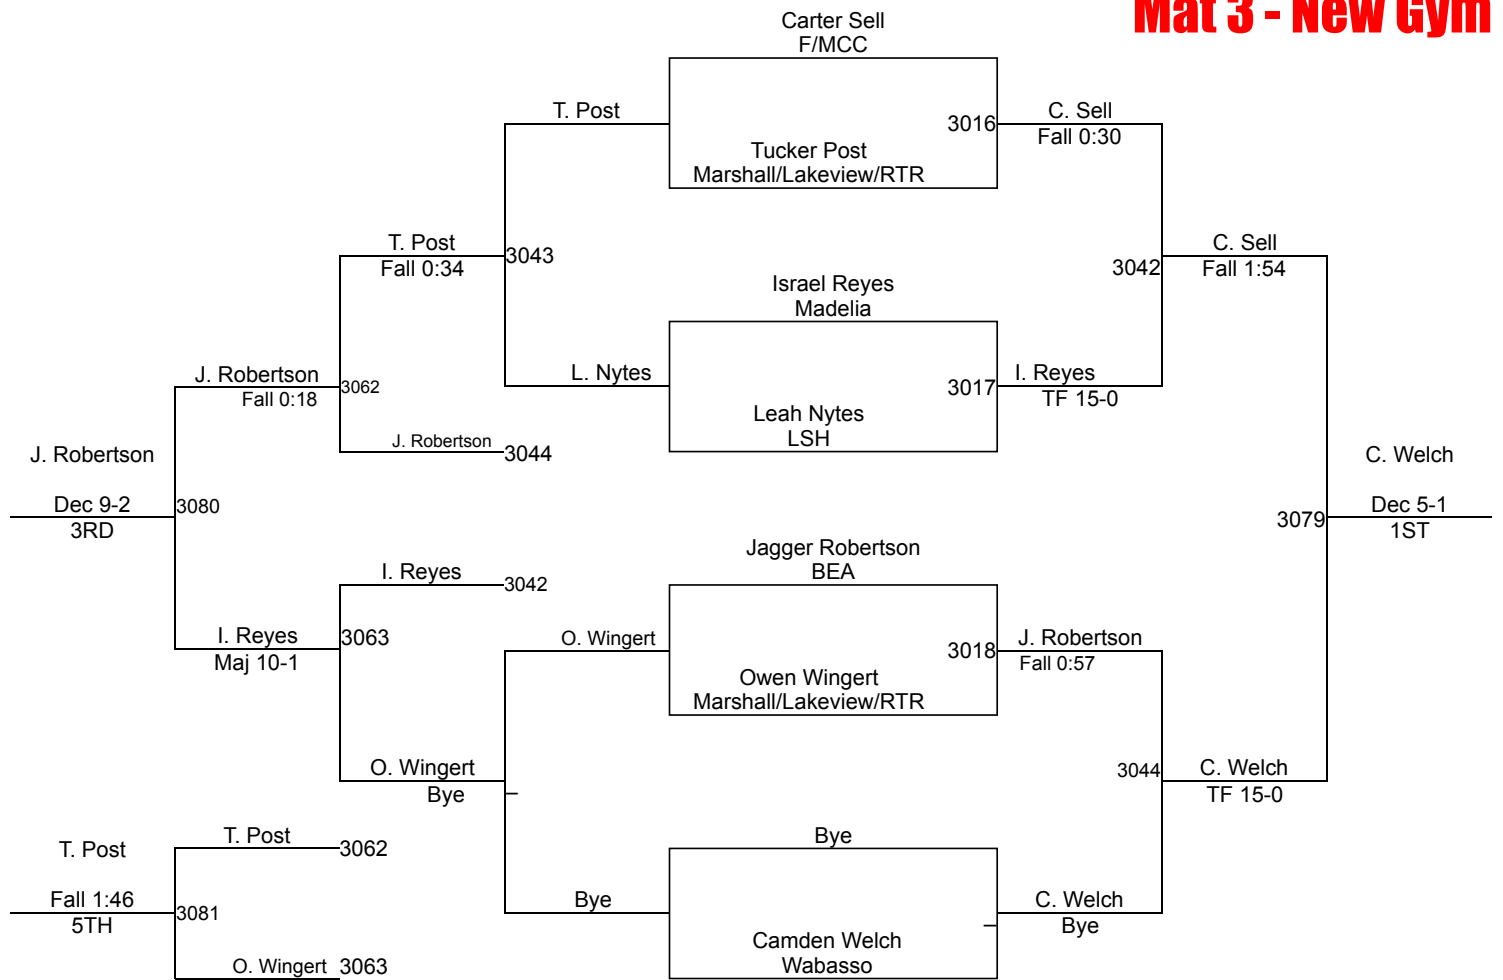 Mat 3 - New Gym
Carter Sell
F/MCC
T. Post
3016
C. Sell
Fall 0:30
Tucker Post
Marshall/Lakeview/RTR
T. Post
Fall 0:34
3043
3042
C. Sell
Fall 1:54
Israel Reyes
Madelia
J. Robertson
Fall 0:18
3062
L. Nytes
3017
I. Reyes
TF 15-0
Leah Nytes
LSH
J. Robertson
3044
J. Robertson
Dec 9-2
3RD
3080
C. Welch
Dec 5-1
1ST
3079
Jagger Robertson
BEA
I. Reyes
3042
I. Reyes
Maj 10-1
3063
O. Wingert
3018
J. Robertson
Fall 0:57
Owen Wingert
Marshall/Lakeview/RTR
O. Wingert
Bye
3044
C. Welch
TF 15-0
T. Post
Fall 1:46
5TH
T. Post
3062
3081
O. Wingert
3063
Bye
Bye
C. Welch
Bye
Camden Welch
Wabasso